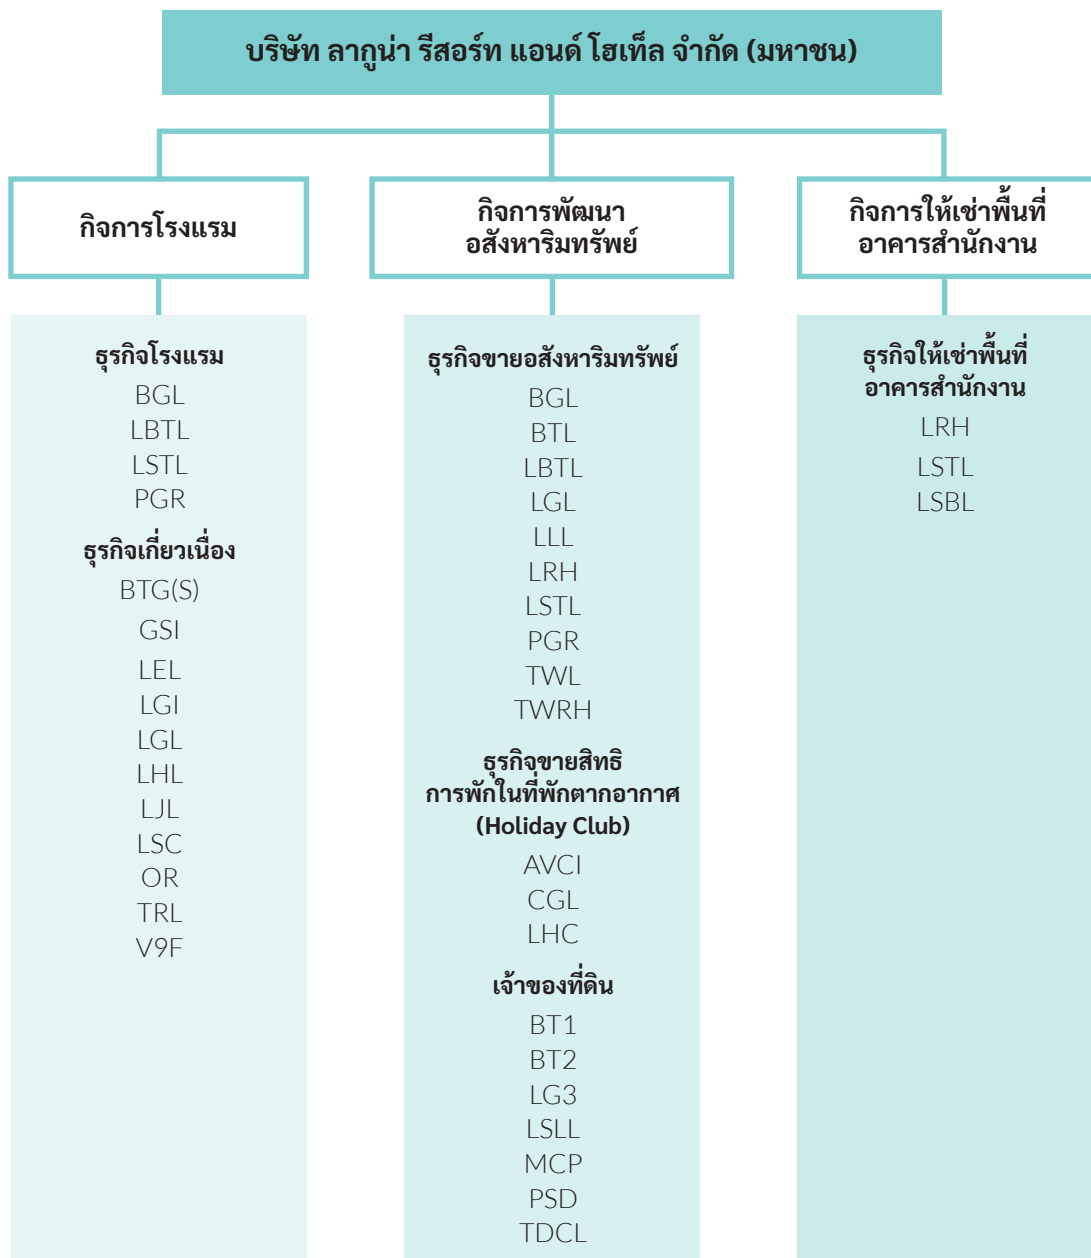 บริษัท ลากูน่า รีสอร์ท แอนด์ โฮเท็ล จำกัด (มหาชน)
กิจการโรงแรม
ธุรกิจโรงแรม
BGL
LBTL
LSTL
PGR
ธุรกิจเกี่ยวเนื่อง
BTG(S)
GSI
LEL
LGI
LGL
LHL
LJL
LSC
OR
TRL
V9F
กิจการพัฒนา
อสังหาริมทรัพย์
ธุรกิจขายอสังหาริมทรัพย์
BGL
BTL
LBTL
LGL
LLL
LRH
LSTL
PGR
TWL
TWRH
ธุรกิจขายสิทธิ
การพักในที่พักตากอากาศ
(Holiday Club)
AVCI
CGL
LHC
เจ้าของที่ดิน
BT1
BT2
LG3
LSLL
MCP
PSD
TDCL
กิจการให้เช่าพื้นที่
อาคารสำนักงาน
ธุรกิจให้เช่าพื้นที่
อาคารสำนักงาน
LRH
LSTL
LSBL